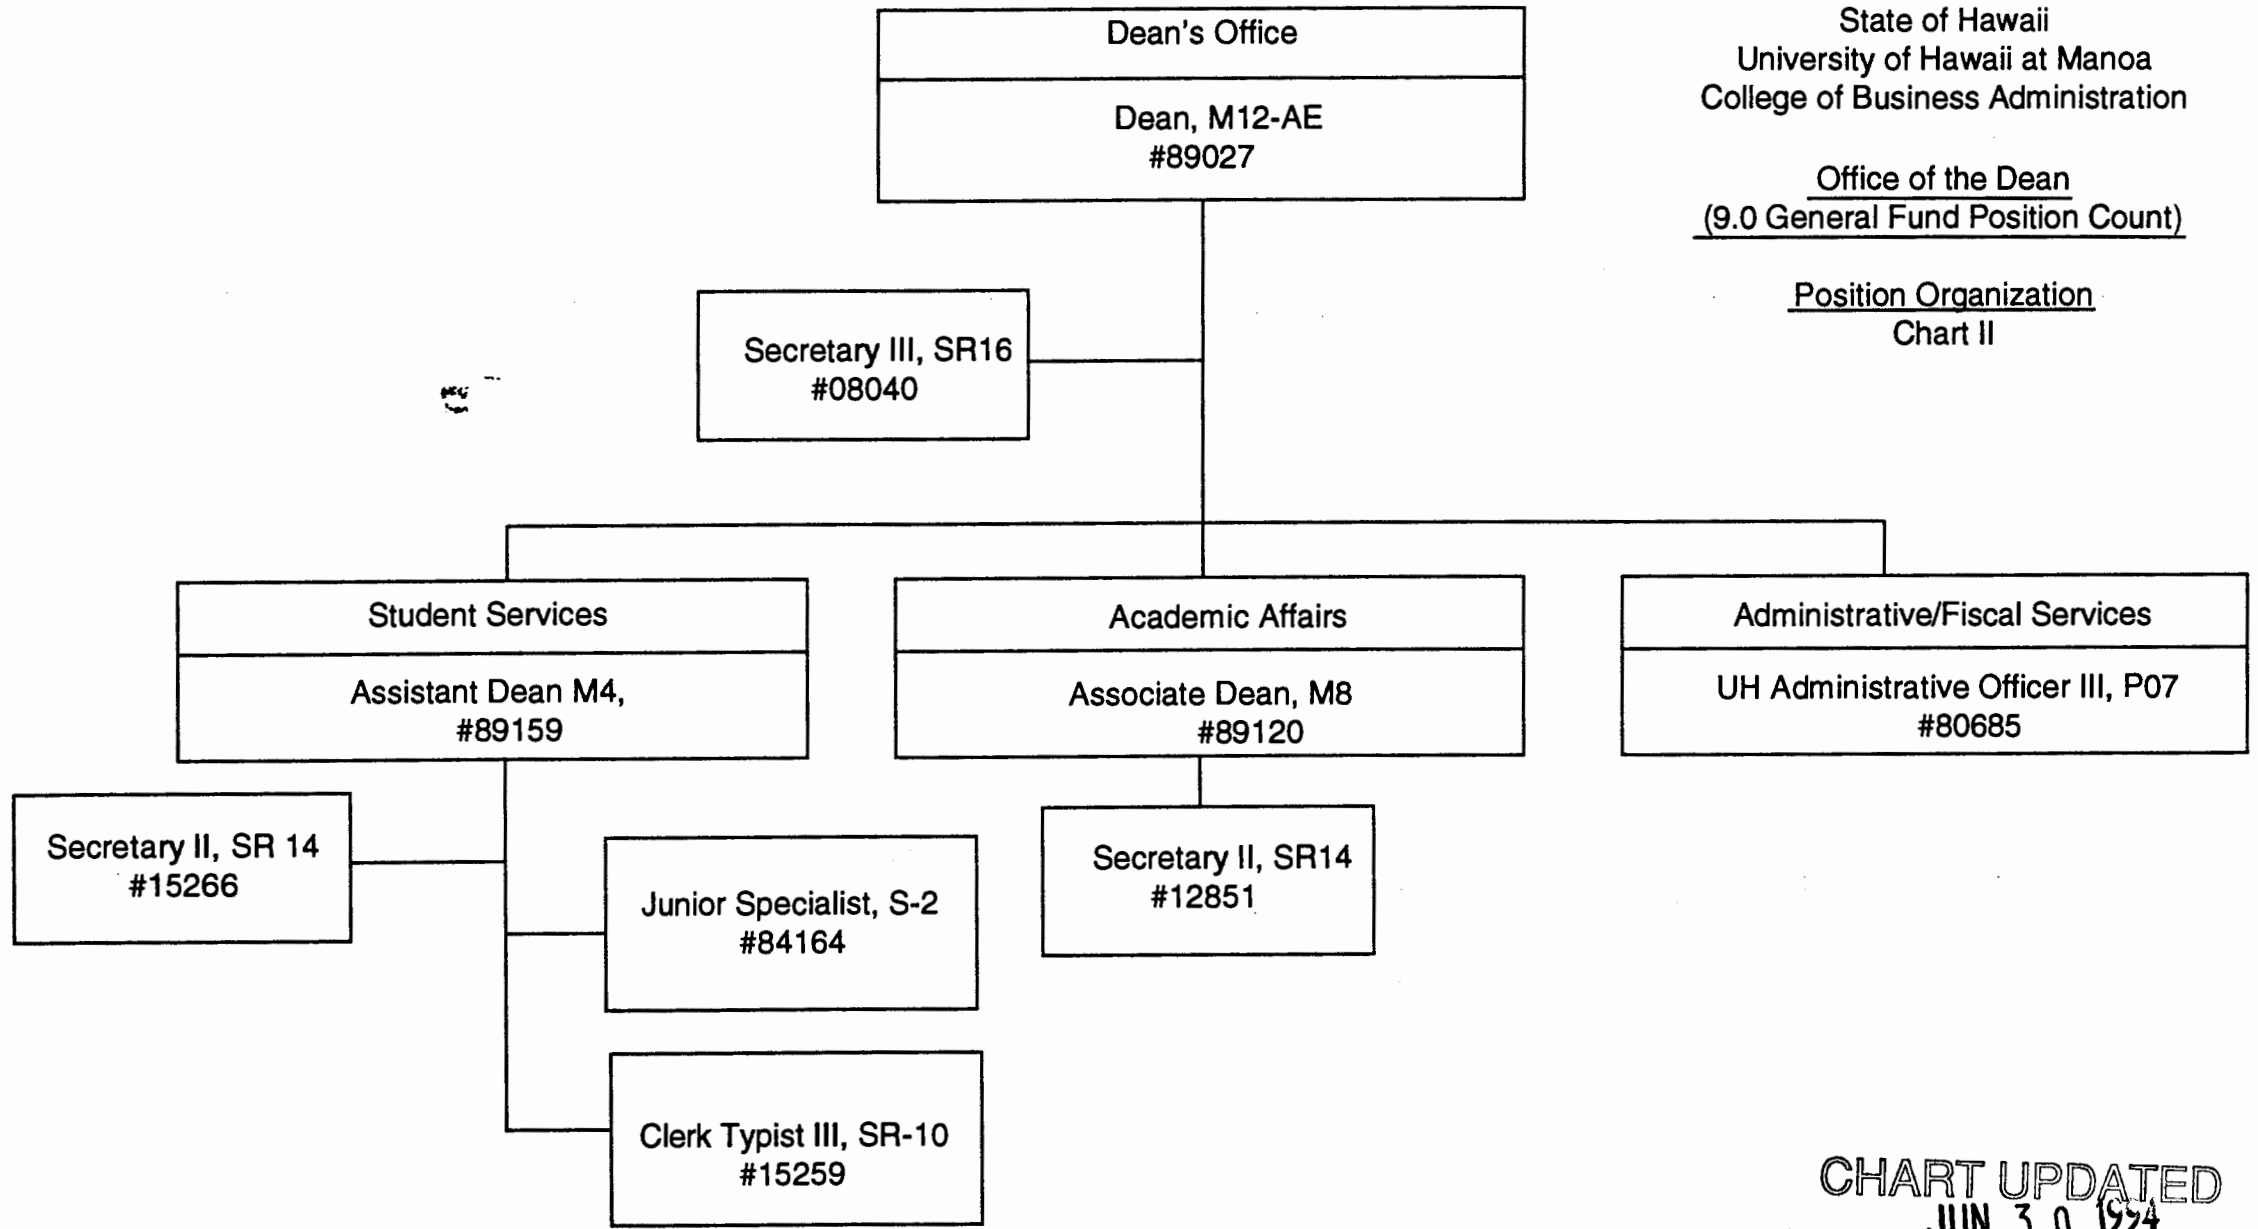 Dean's Office
Dean, M12-AE
#89027
State of Hawaii
University of Hawaii at Manoa
College of Business Administration
Office of the Dean
(9.0 General Fund Position Count)
Position Organization
Chart II
Secretary III, SR16
#08040
Student Services
Assistant Dean M4,
#89159
Academic Affairs
Associate Dean, M8
#89120
Administrative/Fiscal Services
UH Administrative Officer III, P07
#80685
Secretary II, SR 14
#15266
Junior Specialist, S-2
#84164
Clerk Typist III, SR-10
#15259
Secretary II, SR14
#12851
CHART UPDATED
JUN 30 1994